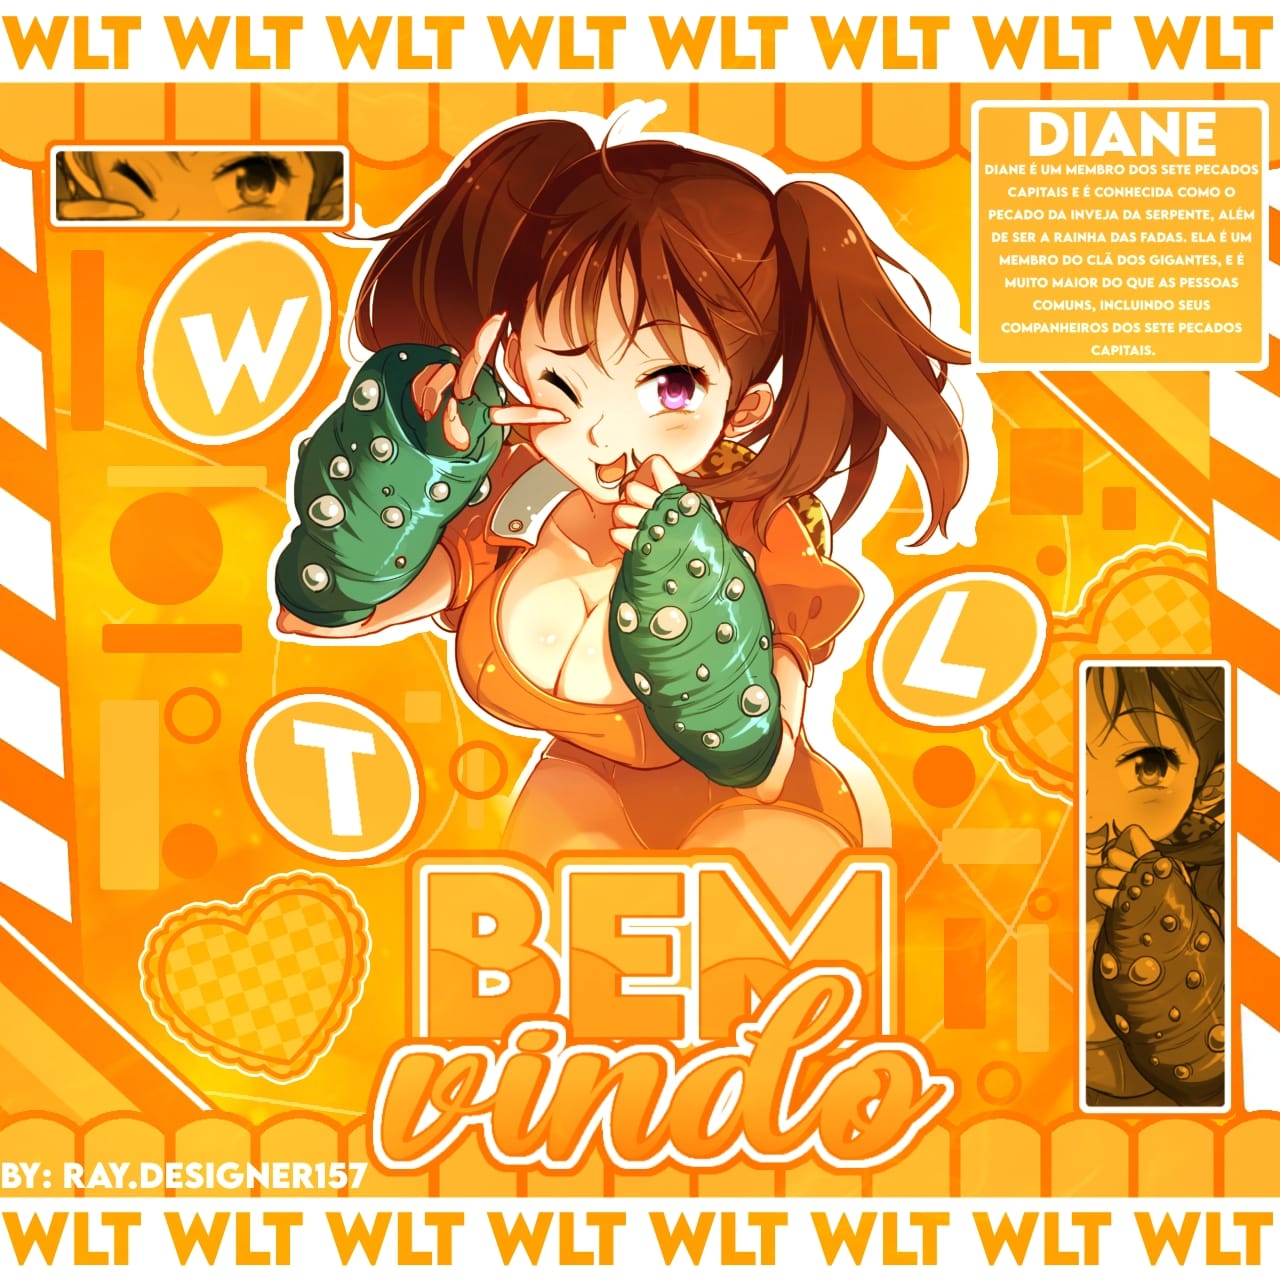 WLT WLT WLT WLT WLT WLT WLT WLT
DIANE
DIANE É UM MEMBRO DOS SETE PECADOS
CAPITAIS E É CONHECIDA COMO O
PECADO DA INVEJA DA SERPENTE, ALÉM
DE SER A RAINHA DAS FADAS. ELA É UM
MEMBRO DO CLÃ DOS GIGANTES, E É
MUITO MAIOR DO QUE AS PESSOAS
COMUNS, INCLUINDO SEUS
COMPANHEIROS DOS SETE PECADOS
CAPITAIS.
W
L
T
BEM
vindo
BY: RAY.DESIGNER157
WLT WLT WLT WLT WLT WLT WLT WLT